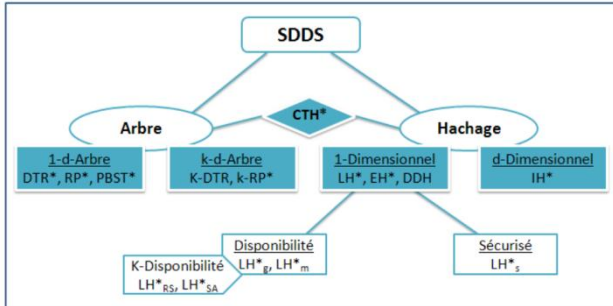 SDDS
CTH*
Arbre
Hachage
1-d-Arbre
DTR*, RP*, PBST*
k-d-Arbre
K-DTR, k-RP*
1-Dimensionnel
LH*, EH*, DDH
d-Dimensionnel
IH*
Disponibilité
LH*g, LH*m
K-Disponibilité
LH*RS, LH*SA
Sécurisé
LH*s